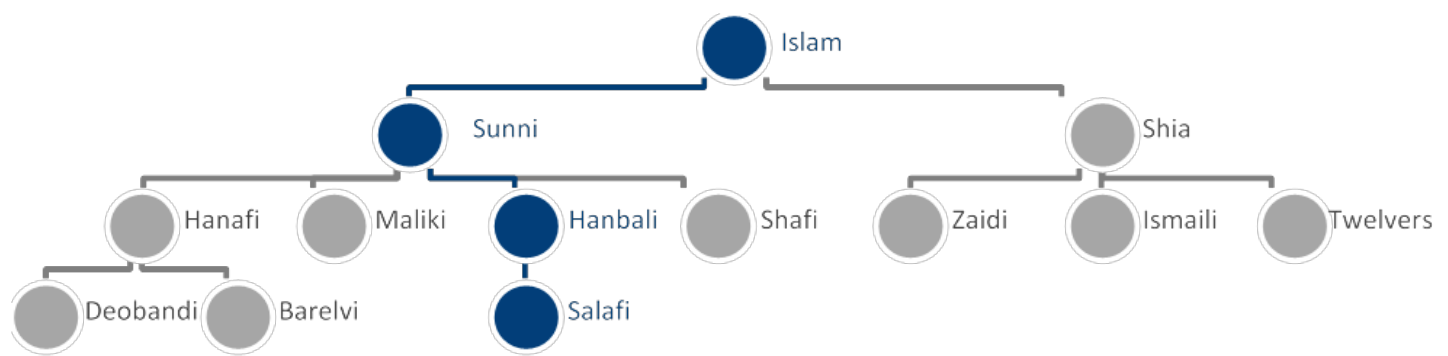 Islam
Sunni
Shia
Hanafi
Maliki
Hanbali
Shafi
Zaidi
Ismaili
Twelvers
Deobandi
Barelvi
Salafi